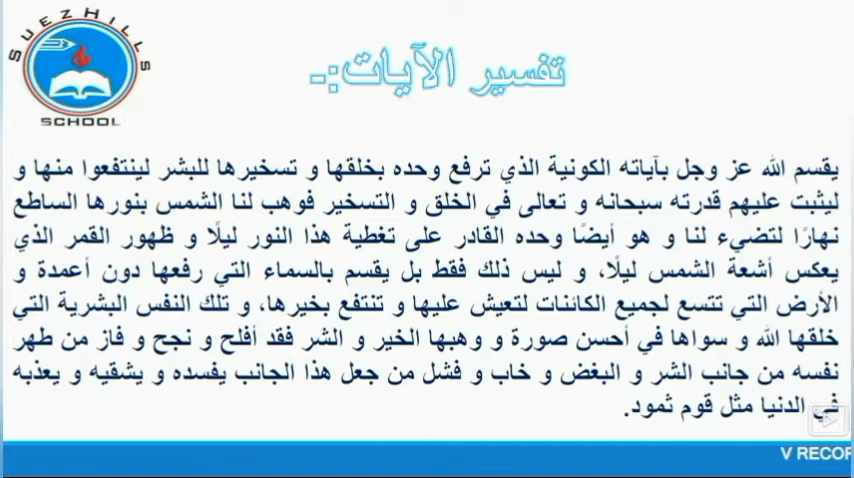 SUEZHILLS
SCHOOL
تفسير الآيات:-
يقسم الله عز وجل بآياته الكونية الذي ترفع وحده بخلقها و تسخيرها للبشر لينتفعوا منها و
ليثبت عليهم قدرته سبحانه و تعالى في الخلق و التسخير فوهب لنا الشمس بنورها الساطع
نهارًا لتضيء لنا و هو أيضًا وحده القادر على تغطية هذا النور ليلًا و ظهور القمر الذي
يعكس أشعة الشمس ليلًا، و ليس ذلك فقط بل يقسم بالسماء التي رفعها دون أعمدة و
الأرض التي تتسع لجميع الكائنات لتعيش عليها و تنتفع بخيرها، و تلك النفس البشرية التي
خلقها الله و سواها في أحسن صورة و وهبها الخير و الشر فقد أفلح و نجح و فاز من طهر
نفسه من جانب الشر و البغض و خاب و فشل من جعل هذا الجانب يفسده و يشقيه و يعذبه
في الدنيا مثل قوم ثمود.
V RECOR